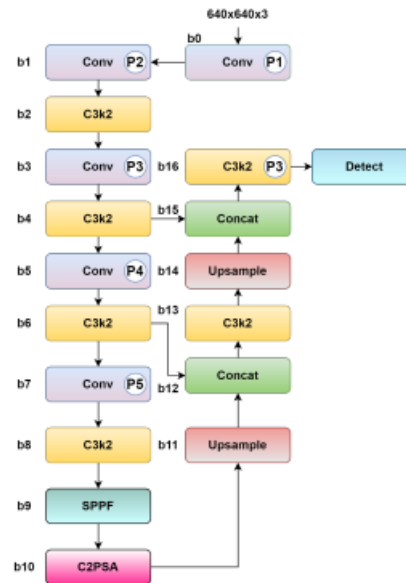 640x640x3
b0
b1 Conv P2 Conv P1
b2 C3k2
b3 Conv P3 b16 C3k2 P3 Detect
b4 C3k2 b15 Concat
b5 Conv P4 b14 Upsample
b6 C3k2 b13 C3k2
b7 Conv P5 b12 Concat
b8 C3k2 b11 Upsample
b9 SPPF
b10 C2PSA